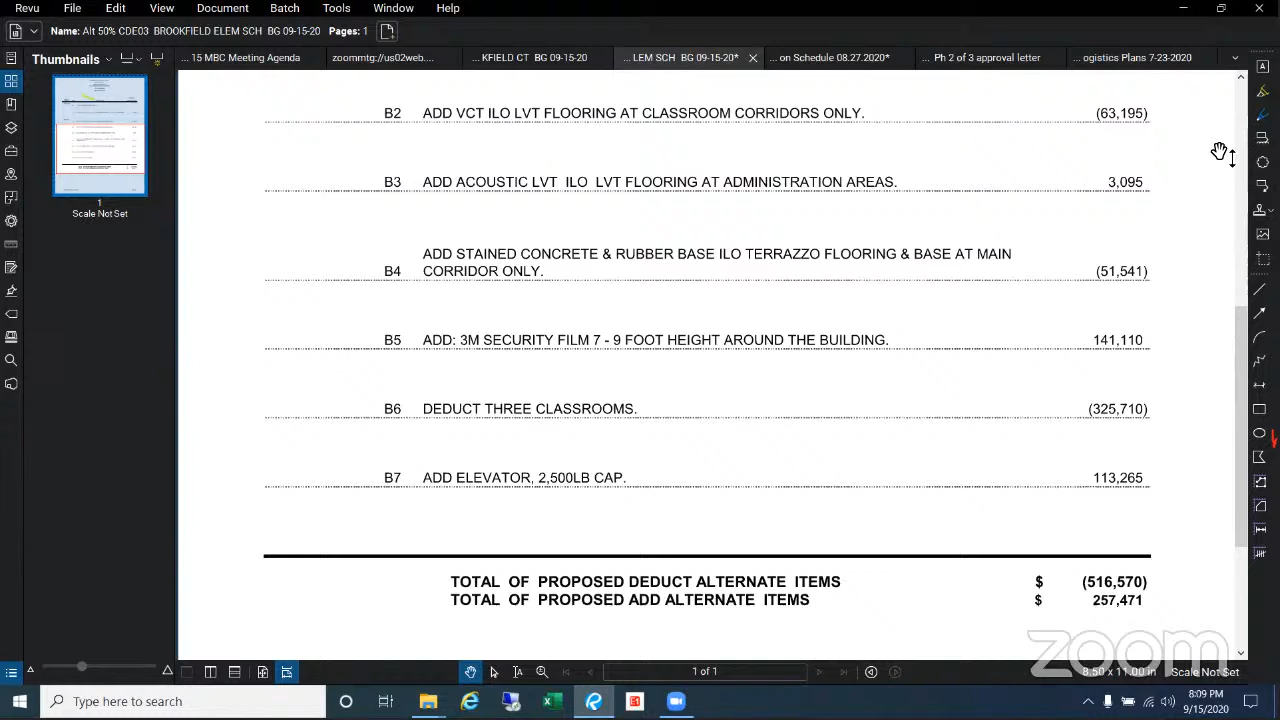 Revu File Edit View Document Batch Tools Window Help
Name: Alt 50% CDE03 BROOKFIELD ELEM SCH BG 09-15-20 Pages: 1
Thumbnails
15 MBC Meeting Agenda
zoommtg://us02web....
KFIELD CT BG 09-15-20
... LEM SCH BG 09-15-20*
... on Schedule 08.27.2020*
... Ph 2 of 3 approval letter
...ogistics Plans 7-23.2020
1
Scale Not Set
B2 ADD VCT ILO LVT FLOORING AT CLASSROOM CORRIDORS ONLY. (69,195)
B3 ADD ACOUSTIC LVT ILO LVT FLOORING AT ADMINISTRATION AREAS. 3,095
ADD STAINED CONCRETE & RUBBER BASE ILO TERRAZZO FLOORING & BASE AT MAIN
B4 CORRIDOR ONLY. (51,541)
B5 ADD: 3M SECURITY FILM 7 - 9 FOOT HEIGHT AROUND THE BUILDING. 141,110
B6 DEDUCT THREE CLASSROOMS. (325,710)
B7 ADD ELEVATOR, 2,500LB CAP. 113,265
TOTAL OF PROPOSED DEDUCT ALTERNATE ITEMS $ (516,570)
TOTAL OF PROPOSED ADD ALTERNATE ITEMS $ 257,471
zoom
1 of 1
Scale Not S
Type here to search
8:09 PM
9/15/2020